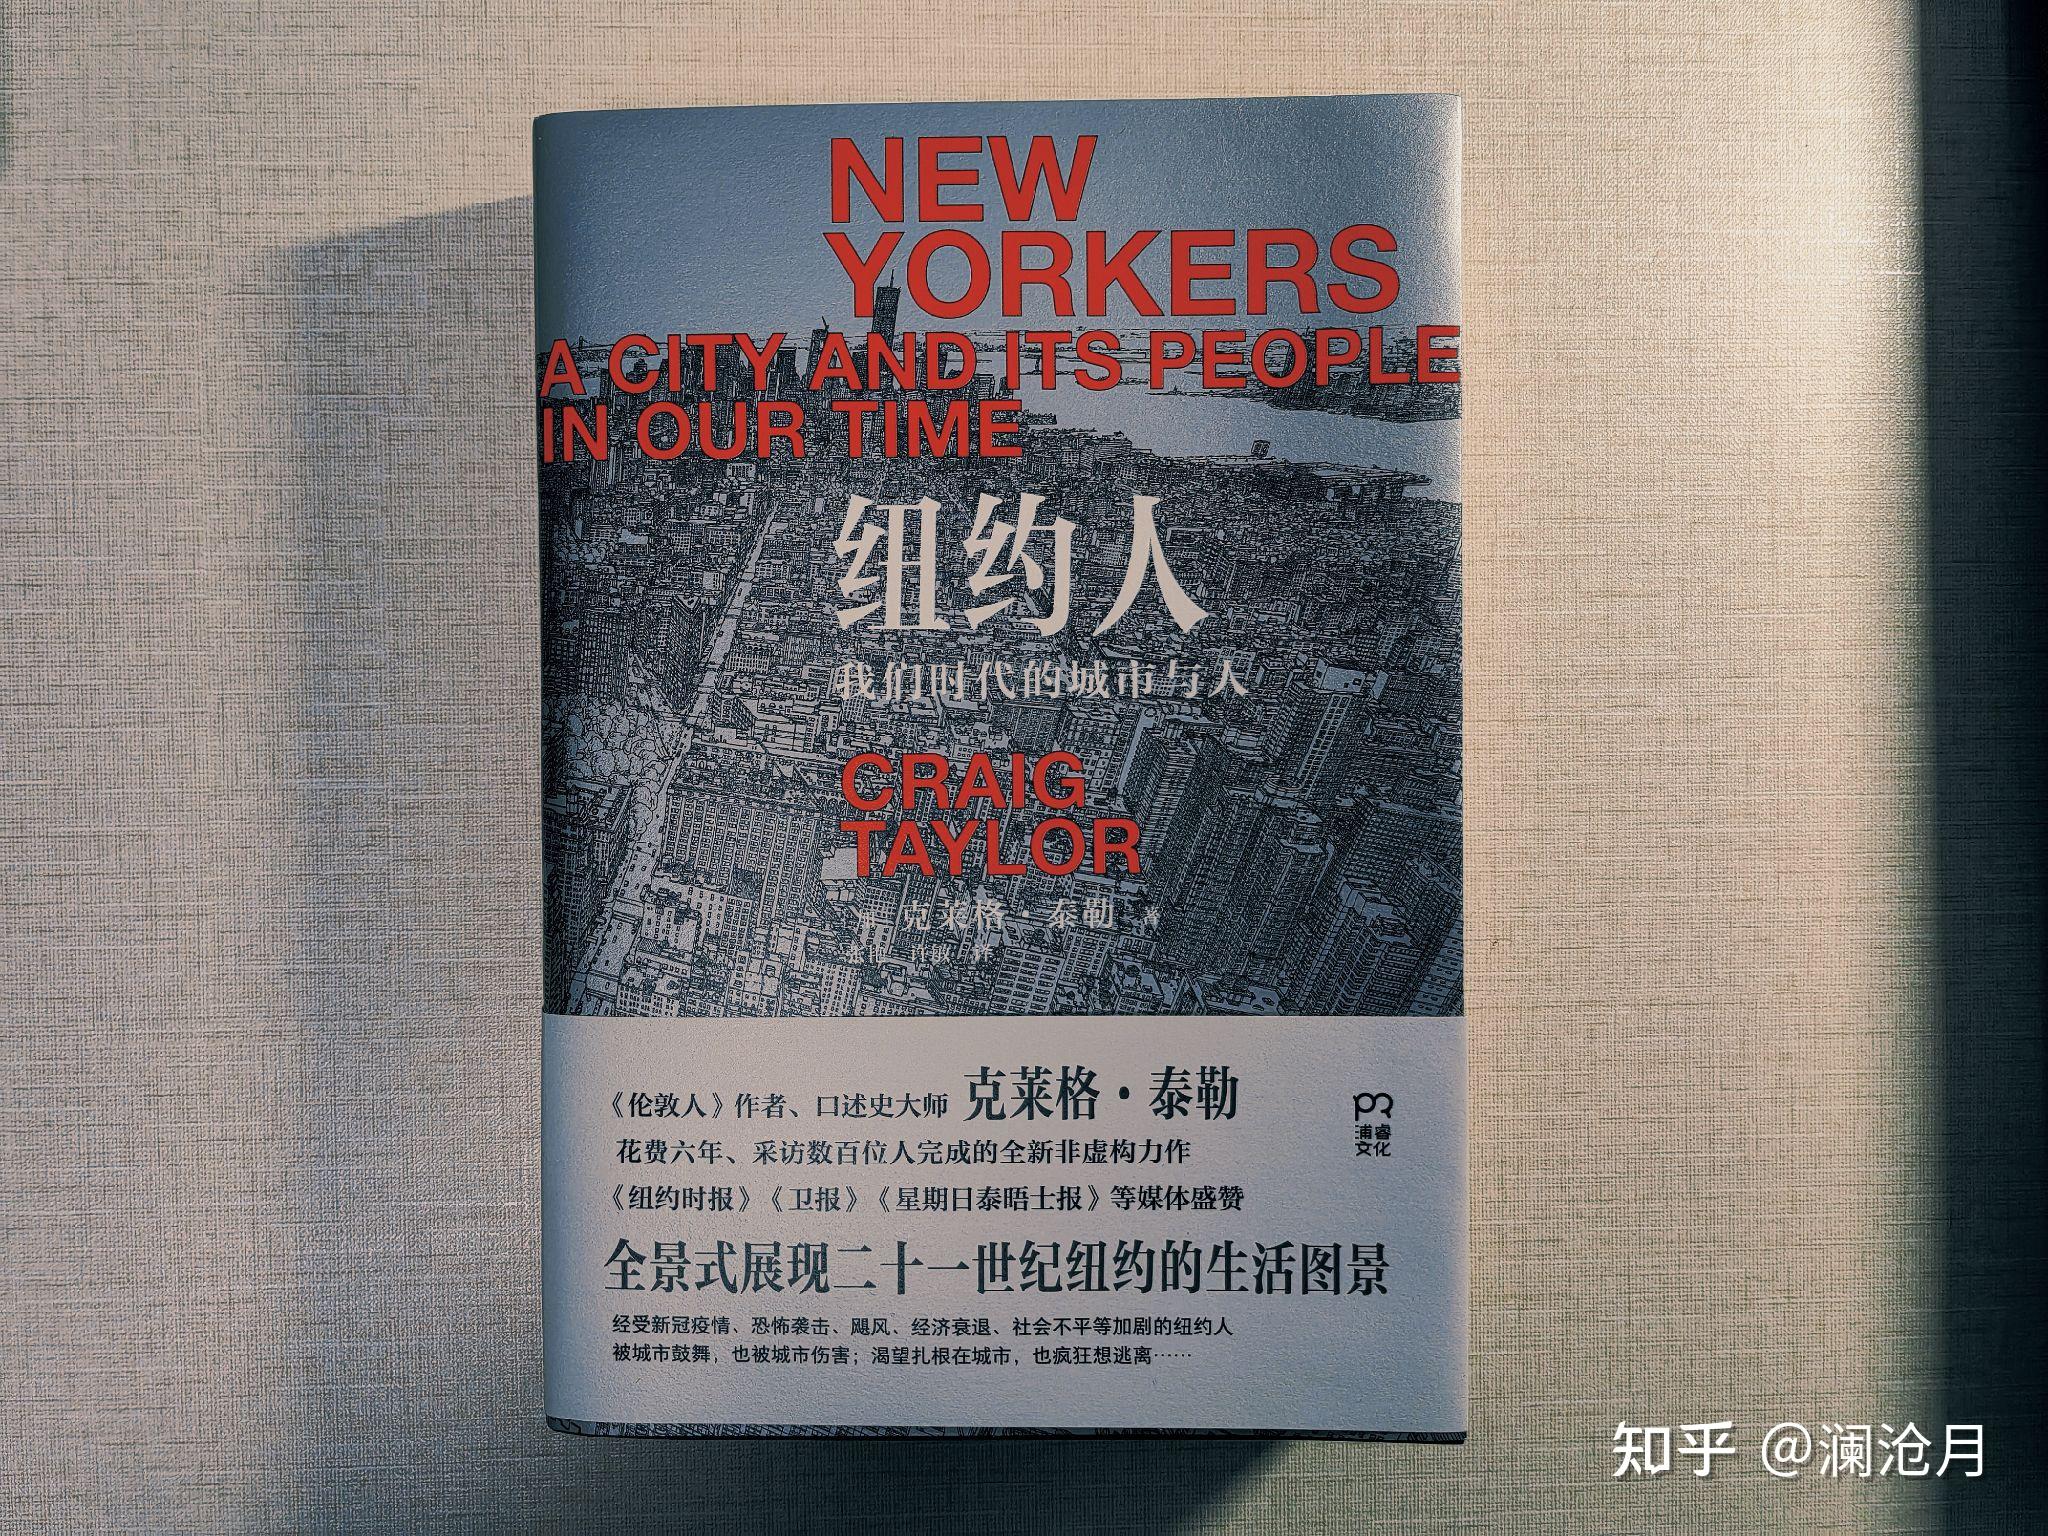 NEW
YORKERS
A CITY AND ITS PEOPLE
IN OUR TIME
纽约人
我们时代的城市与人
CRAIG
TAYLOR
克莱格·泰勒 著
译
《伦敦人》作者、口述史大师 克莱格·泰勒
花费六年、采访数百位人完成的全新非虚构力作
《纽约时报》《卫报》《星期日泰晤士报》等媒体盛赞
全景式展现二十一世纪纽约的生活图景
经受新冠疫情、恐怖袭击、飓风、经济衰退、社会不平等加剧的纽约人
被城市鼓舞，也被城市伤害；渴望扎根在城市，也疯狂想逃离……
浦睿
文化
知乎 @澜沧月